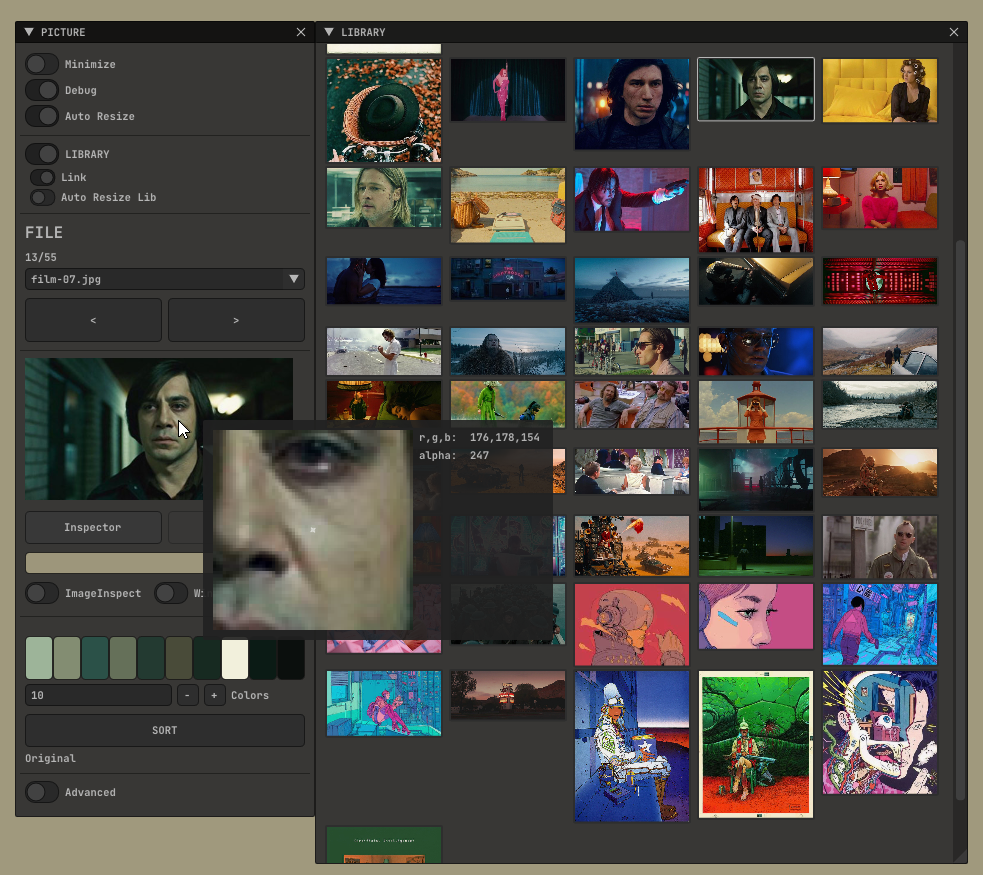 PICTURE
Minimize
Debug
Auto Resize
LIBRARY
Link
Auto Resize Lib
FILE
13/55
film-07.jpg
<
>
Inspector
ImageInspect
10
-
+
Colors
SORT
Original
Advanced
LIBRARY
r,g,b: 176,178,154
alpha: 247